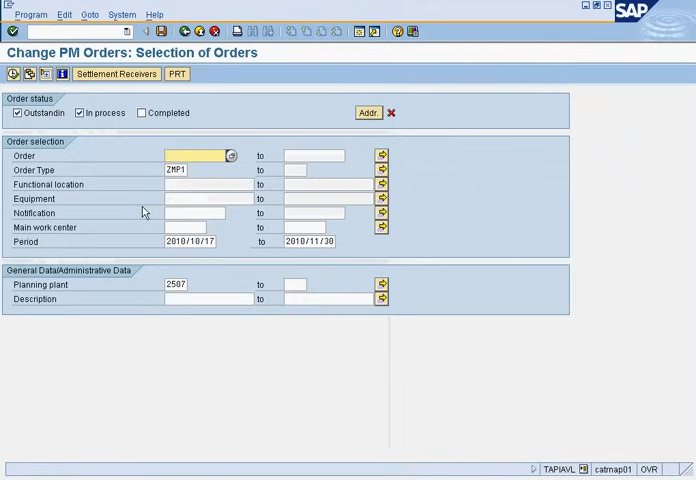 Program Edit Goto System Help
SAP
Change PM Orders: Selection of Orders
Settlement Receivers PRT
Order status
Outstandin In process Completed Addr.
Order selection
Order to
Order Type ZMP1 to
Functional location to
Equipment to
Notification to
Main work center to
Period 2010/10/17 to 2010/11/30
General Data/Administrative Data
Planning plant 2507 to
Description to
TAPIAVL catmap01 OVR